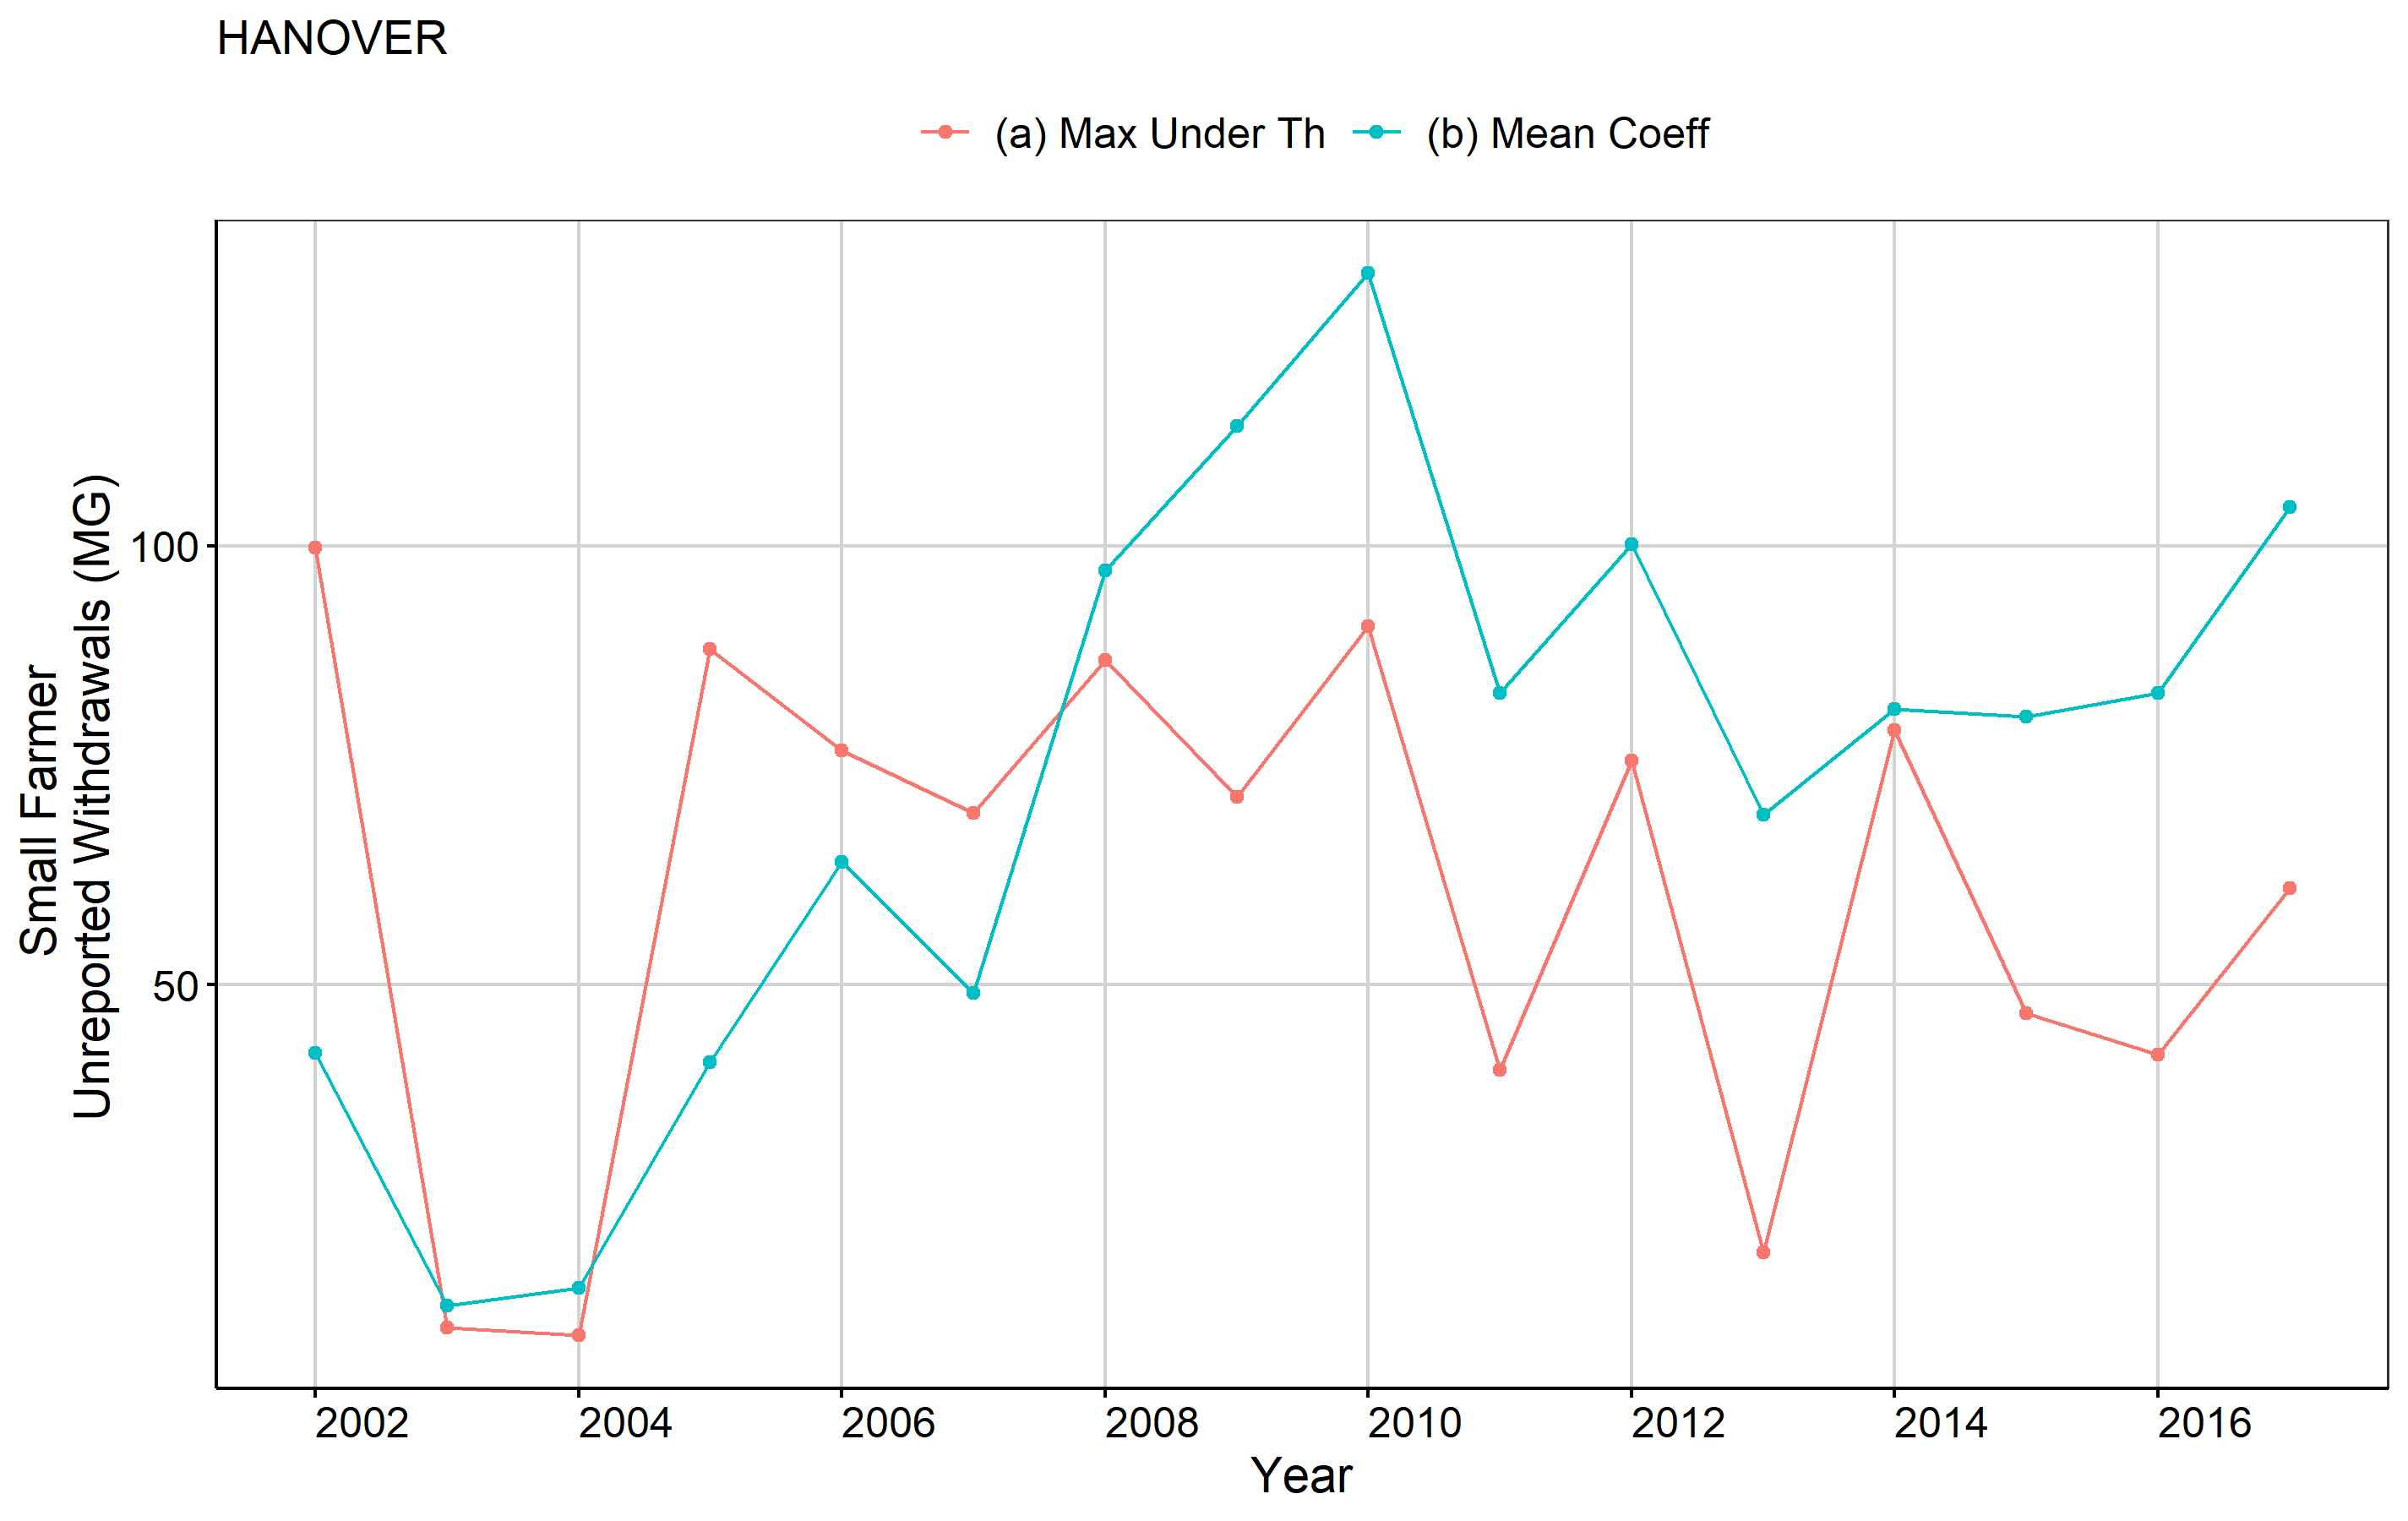 HANOVER
(a) Max Under Th (b) Mean Coeff
Small Farmer
Unreported Withdrawals (MG)
100
50
2002 2004 2006 2008 2010 2012 2014 2016
Year